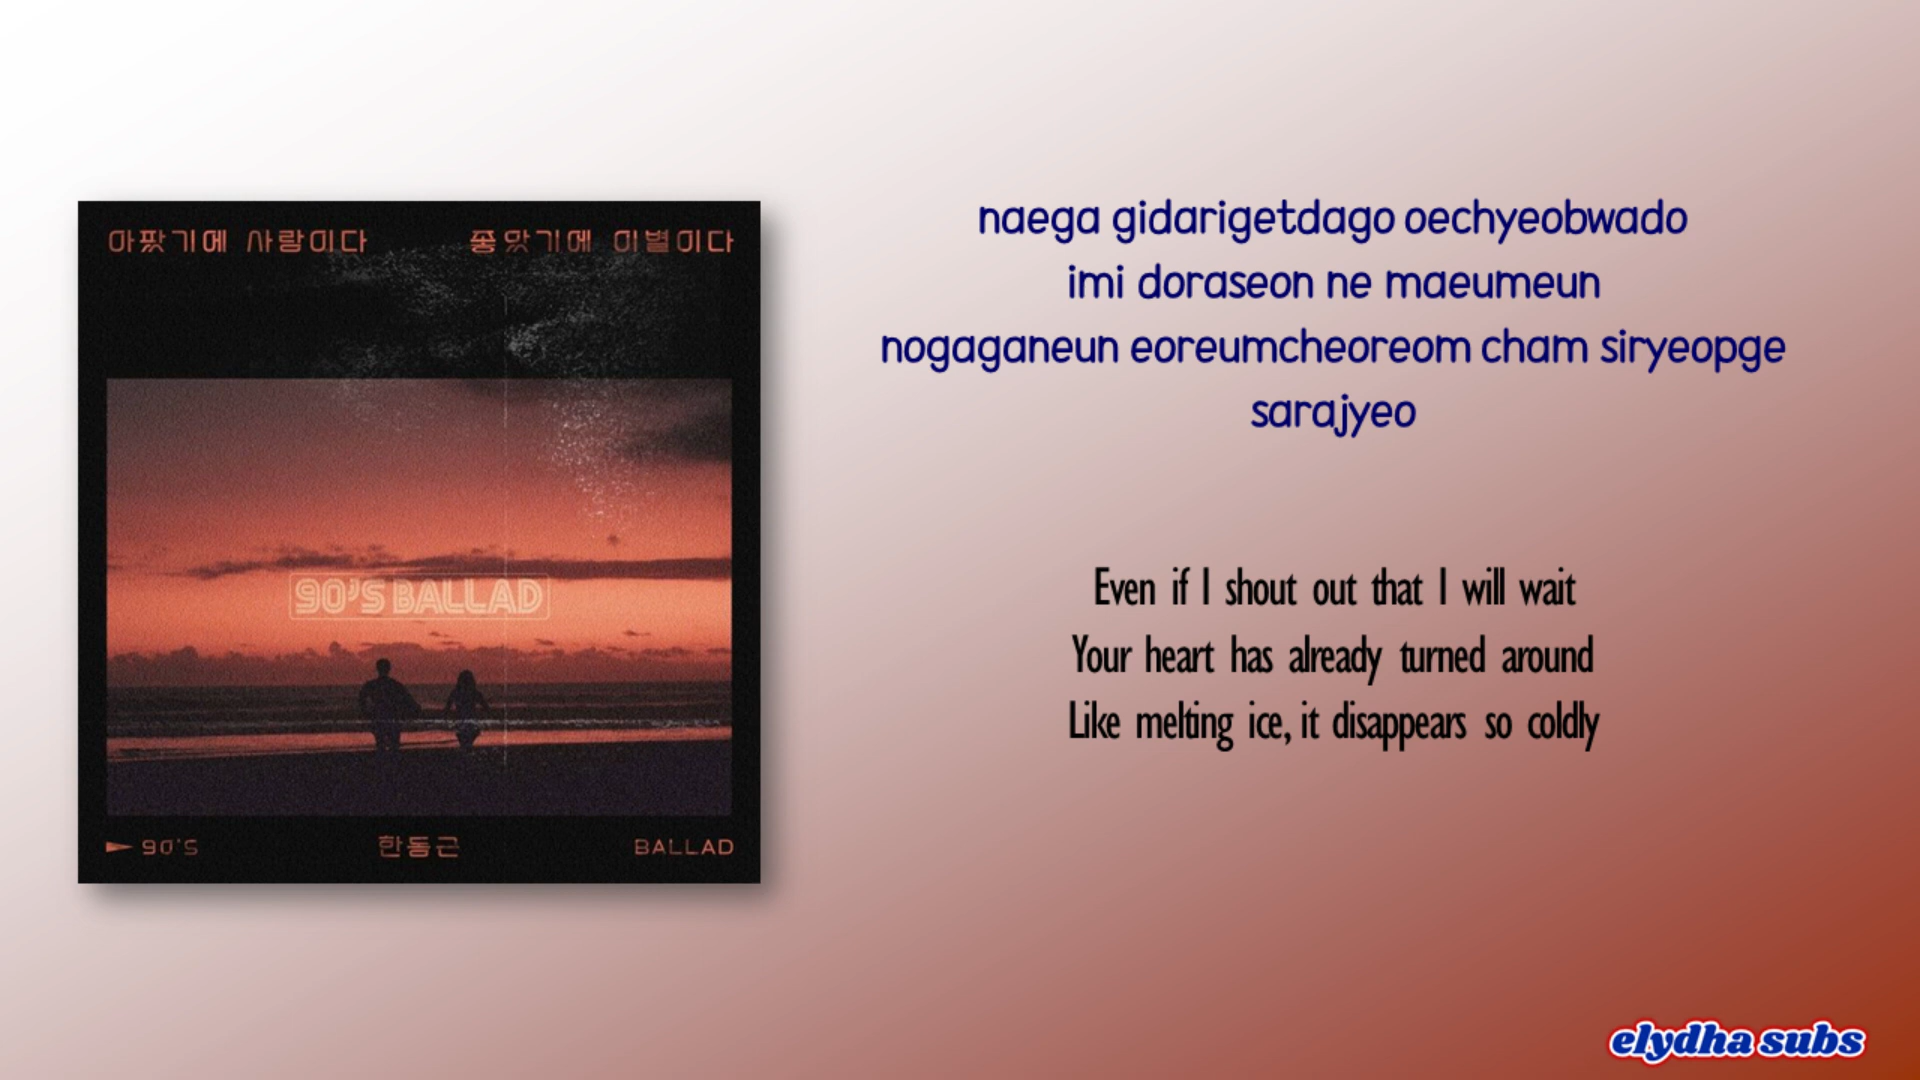 아팠기에 사랑이다 좋았기에 이별이다
90'S BALLAD
90'S 한동근 BALLAD
naega gidarigetdago oechyeobwado
imi doraseon ne maeumeun
nogaganeun eoreumcheoreom cham siryeopge
sarajyeo
Even if I shout out that I will wait
Your heart has already turned around
Like melting ice, it disappears so coldly
elydha subs